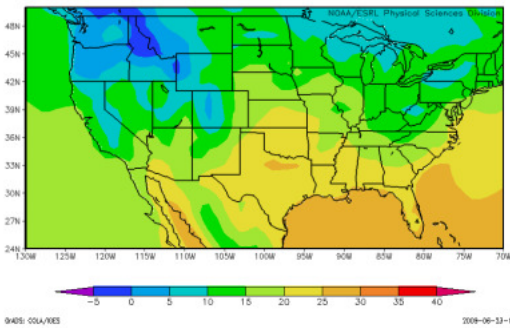 NOAA/ESRL Physical Sciences Division
48N
45N
42N
39N
36N
33N
30N
27N
24N
130W 125W 120W 115W 110W 105W 100W 95W 90W 85W 80W 75W 70W
-5 0 5 10 15 20 25 30 35 40
GrADS: COLA/IGES